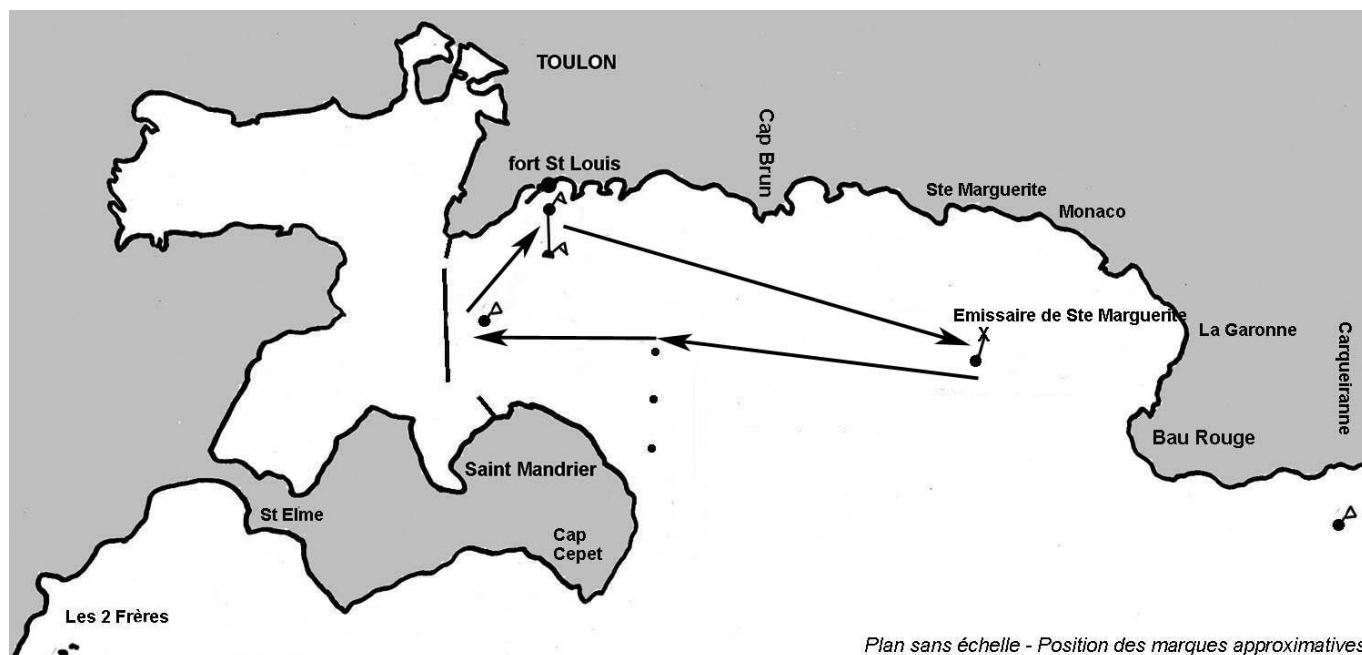 TOULON
fort St Louis
Cap Brun
Ste Marguerite
Monaco
Emissaire de Ste Marguerite
X
La Garonne
Carqueiranne
Bau Rouge
Saint Mandrier
St Elme
Cap
Cepet
Les 2 Frères
Plan sans échelle - Position des marques approximatives